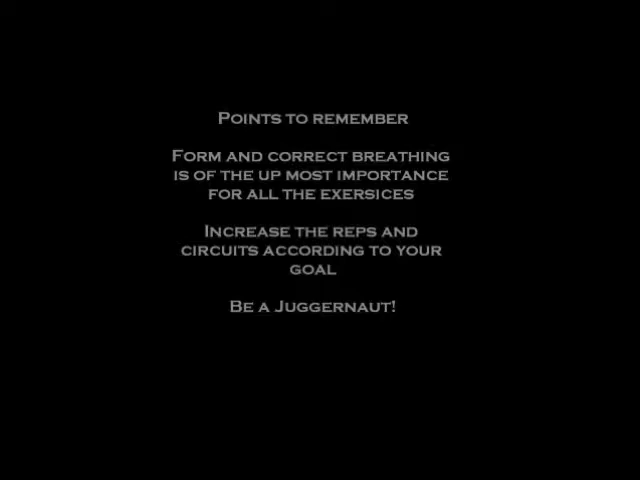 Points to remember
Form and correct breathing
is of the up most importance
for all the exersices
Increase the reps and
circuits according to your
goal
Be a Juggernaut!